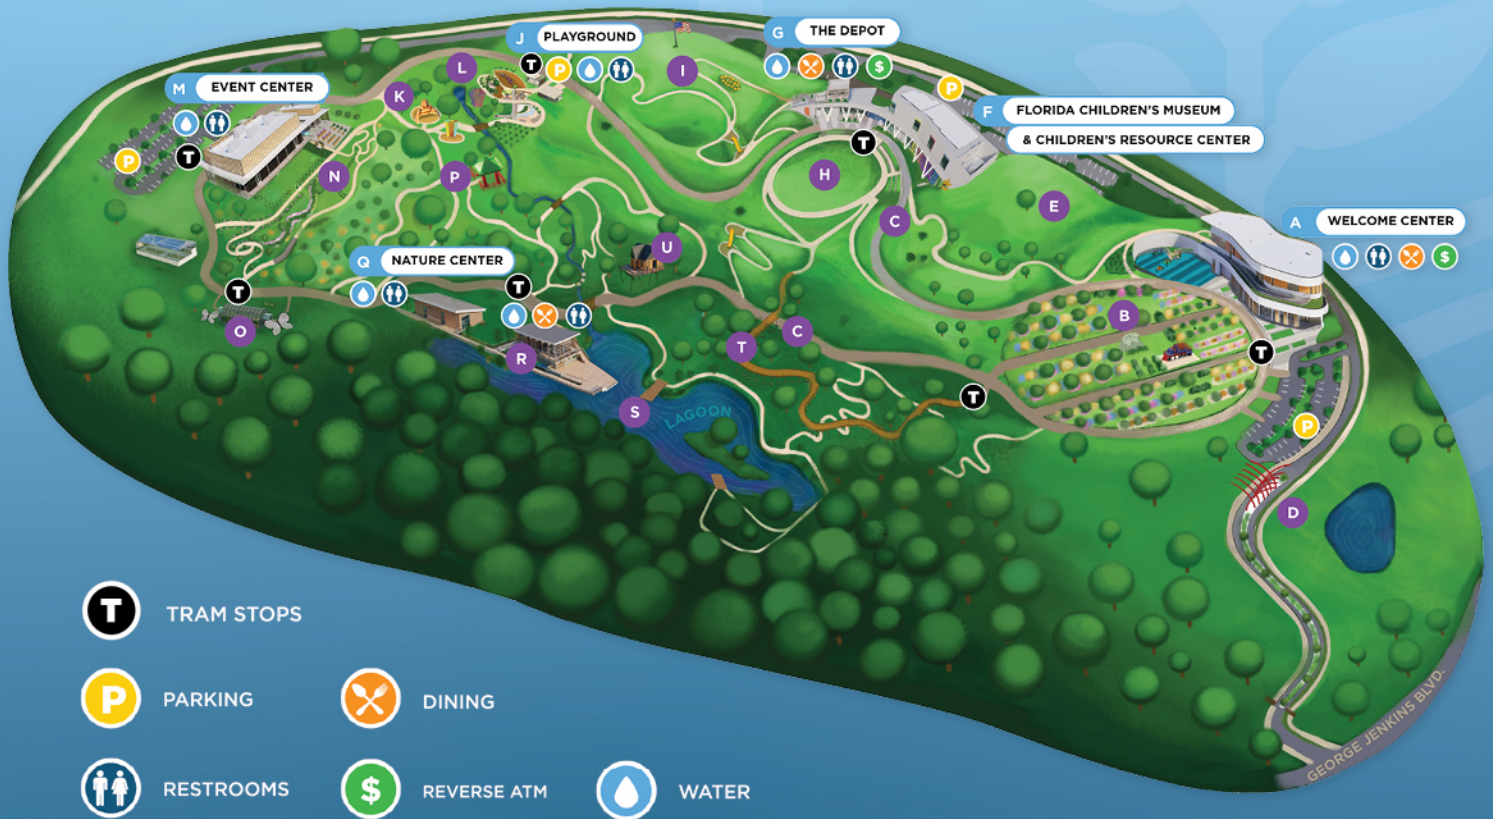 J PLAYGROUND
G THE DEPOT
T
P
$
L
I
M EVENT CENTER
K
P
F FLORIDA CHILDREN'S MUSEUM
& CHILDREN'S RESOURCE CENTER
T
P
T
N
P
H
E
C
A WELCOME CENTER
$
U
Q NATURE CENTER
T
T
O
R
T
C
B
T
T
S
LAGOON
P
D
GEORGE JENKINS BLVD.
T TRAM STOPS
P PARKING
DINING
RESTROOMS
$ REVERSE ATM
WATER